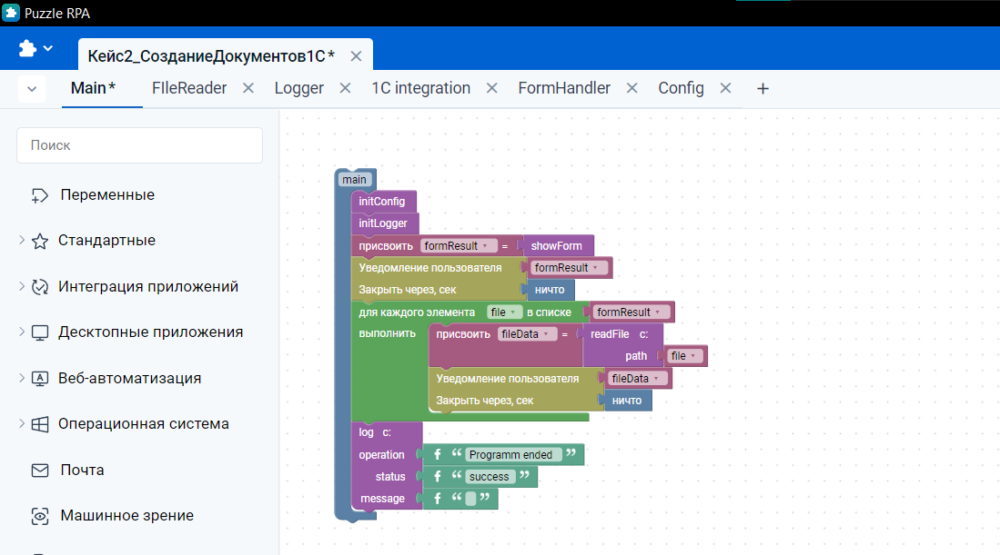 Puzzle RPA
Кейс2_СозданиеДокументов1С*
Main* FIleReader Logger 1C integration FormHandler Config
Поиск
Переменные
Стандартные
Интеграция приложений
Десктопные приложения
Веб-автоматизация
Операционная система
Почта
Машинное зрение
main
initConfig
initLogger
присвоить formResult = showForm
Уведомление пользователя formResult
Закрыть через, сек ничто
для каждого элемента file в списке formResult
выполнить присвоить fileData = readFile с:
path file
Уведомление пользователя fileData
Закрыть через, сек ничто
log с:
operation f “ Programm ended ”
status f “ success ”
message f “ ”